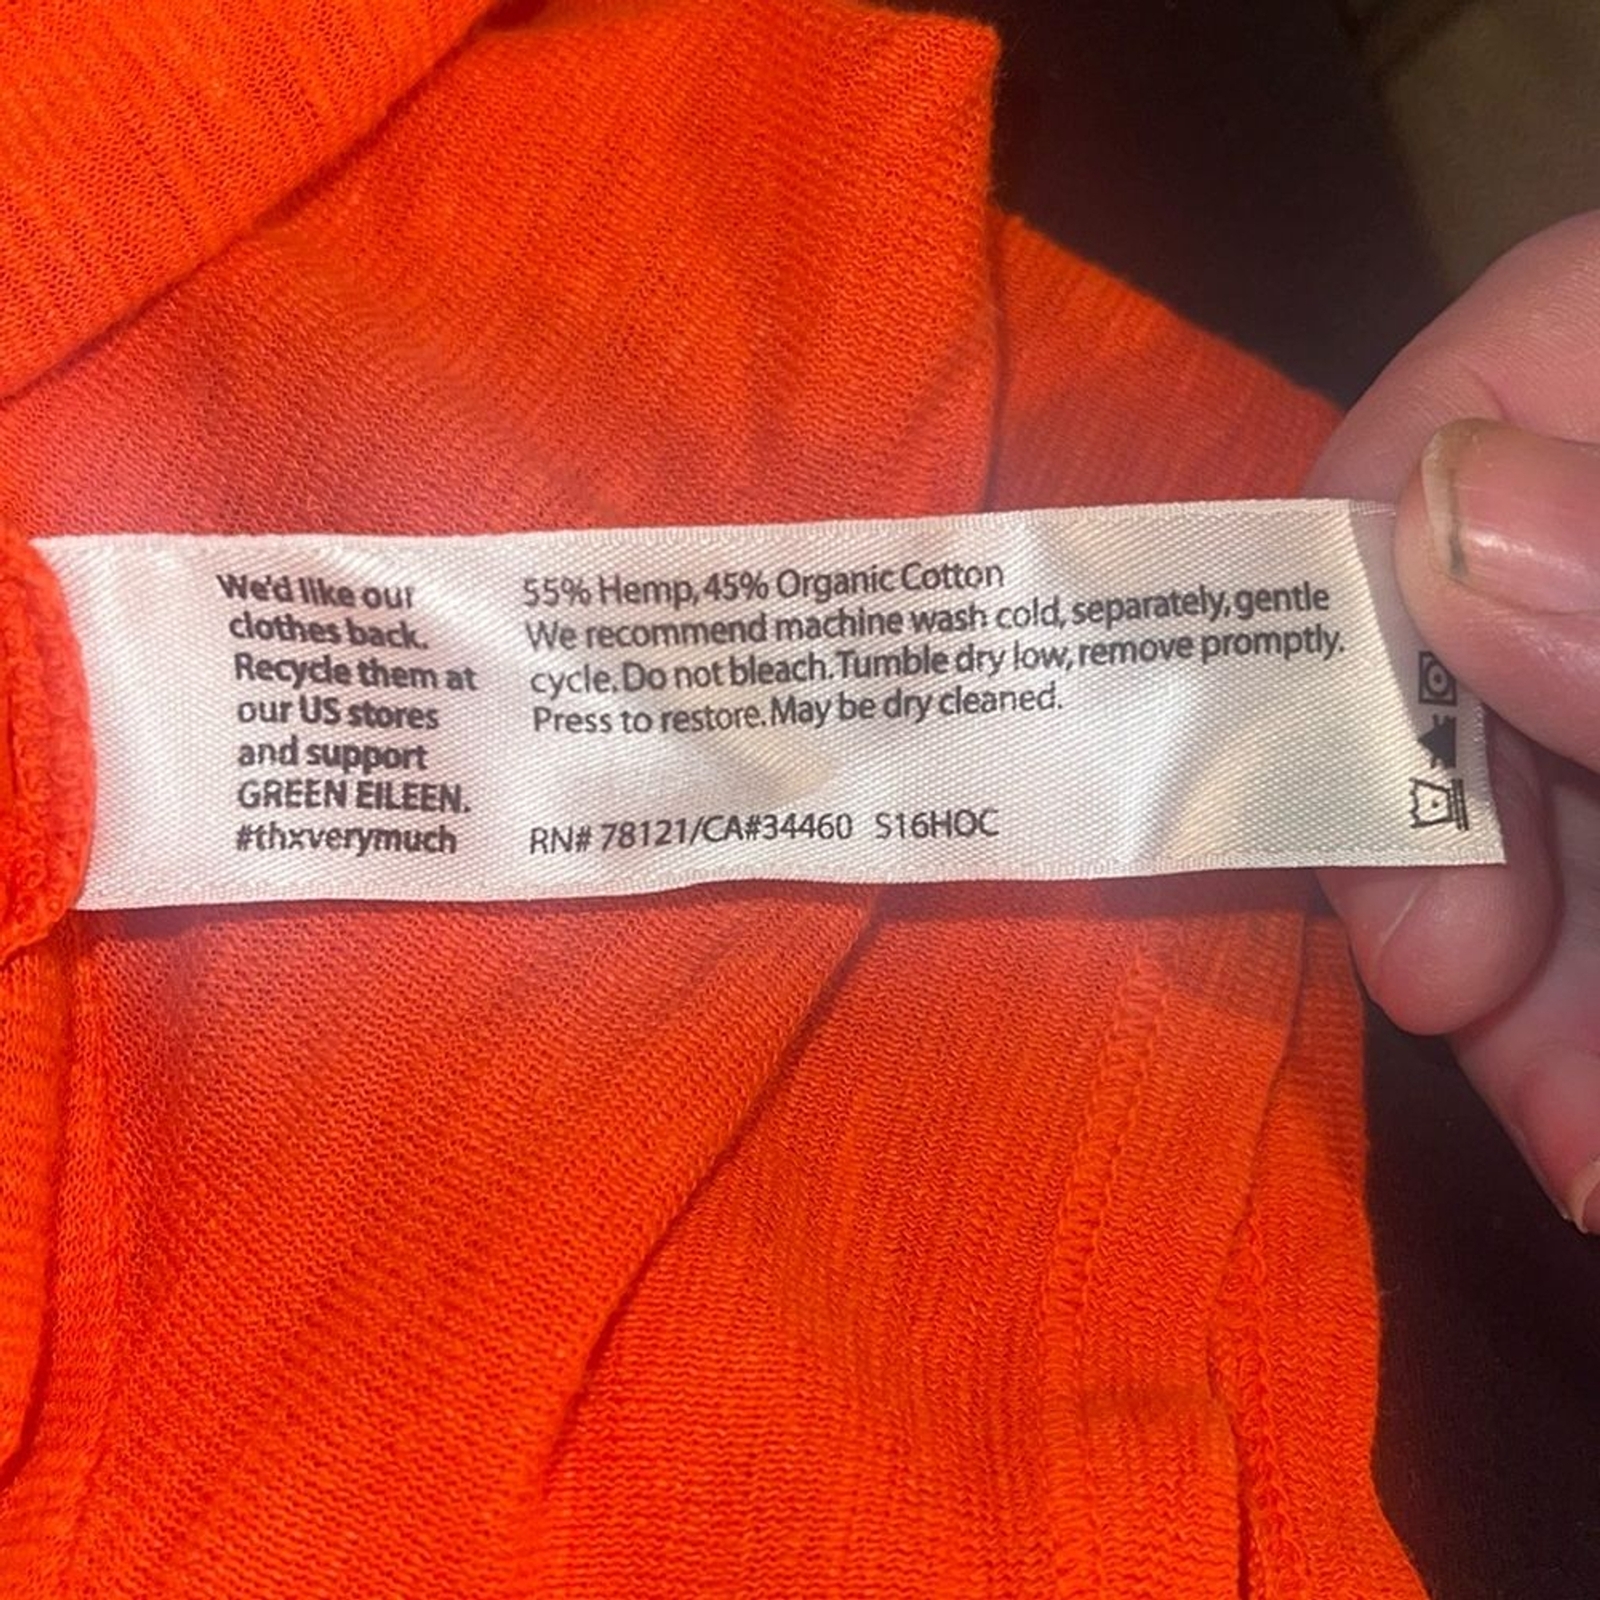 We'd like our
clothes back.
Recycle them at
our US stores
and support
GREEN EILEEN.
#thxverymuch
55% Hemp, 45% Organic Cotton
We recommend machine wash cold, separately, gentle
cycle. Do not bleach. Tumble dry low, remove promptly.
Press to restore. May be dry cleaned.
RN# 78121/CA#34460 S16HOC